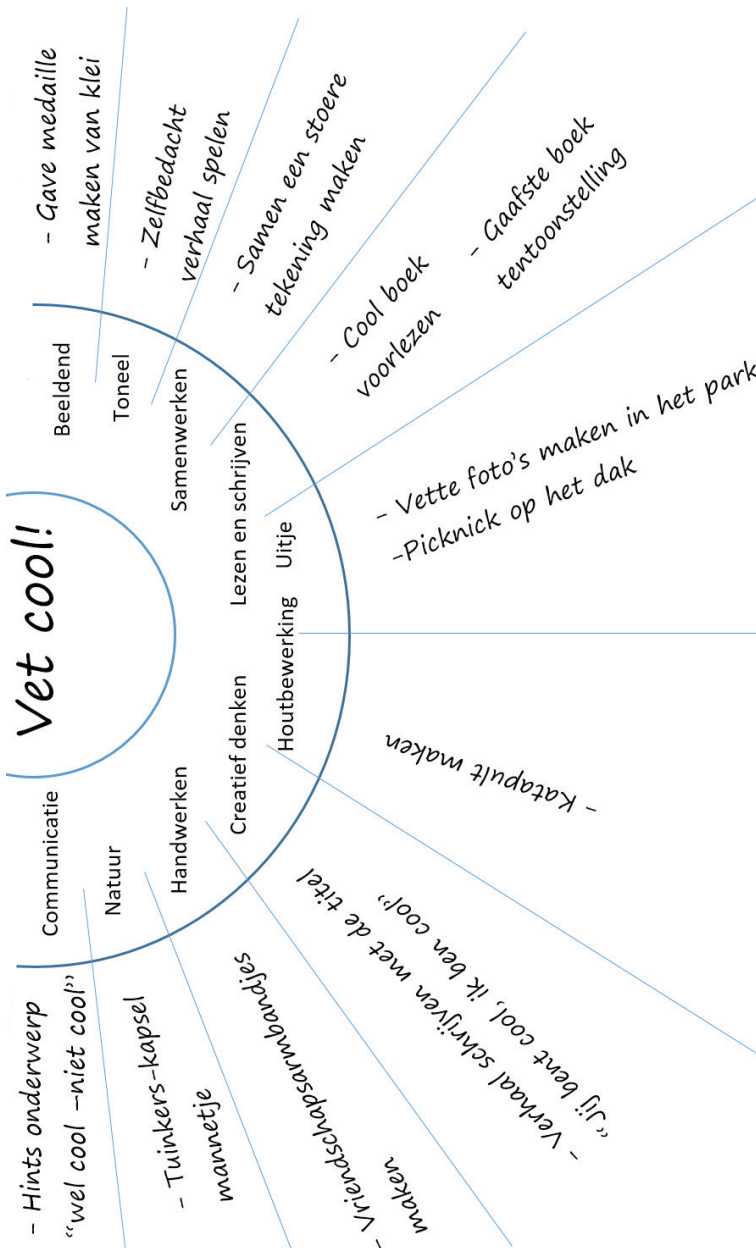 Vet cool!
Beeldend
- Gave medaille
maken van klei
Toneel
- Zelfbedacht
verhaal spelen
Samenwerken
- Samen een stoere
tekening maken
Lezen en schrijven
- Cool boek
voorlezen
- Gaafste boek
tentoonstelling
Uitje
- Vette foto's maken in het park
-Picknick op het dak
Houtbewerking
- Katapult maken
Creatief denken
- Verhaal schrijven met de titel
"Jij bent cool, ik ben cool"
Handwerken
- Vriendschapsarmbandjes
maken
Natuur
- Tuinkers-kapsel
mannetje
Communicatie
- Hints onderwerp
“wel cool –niet cool”